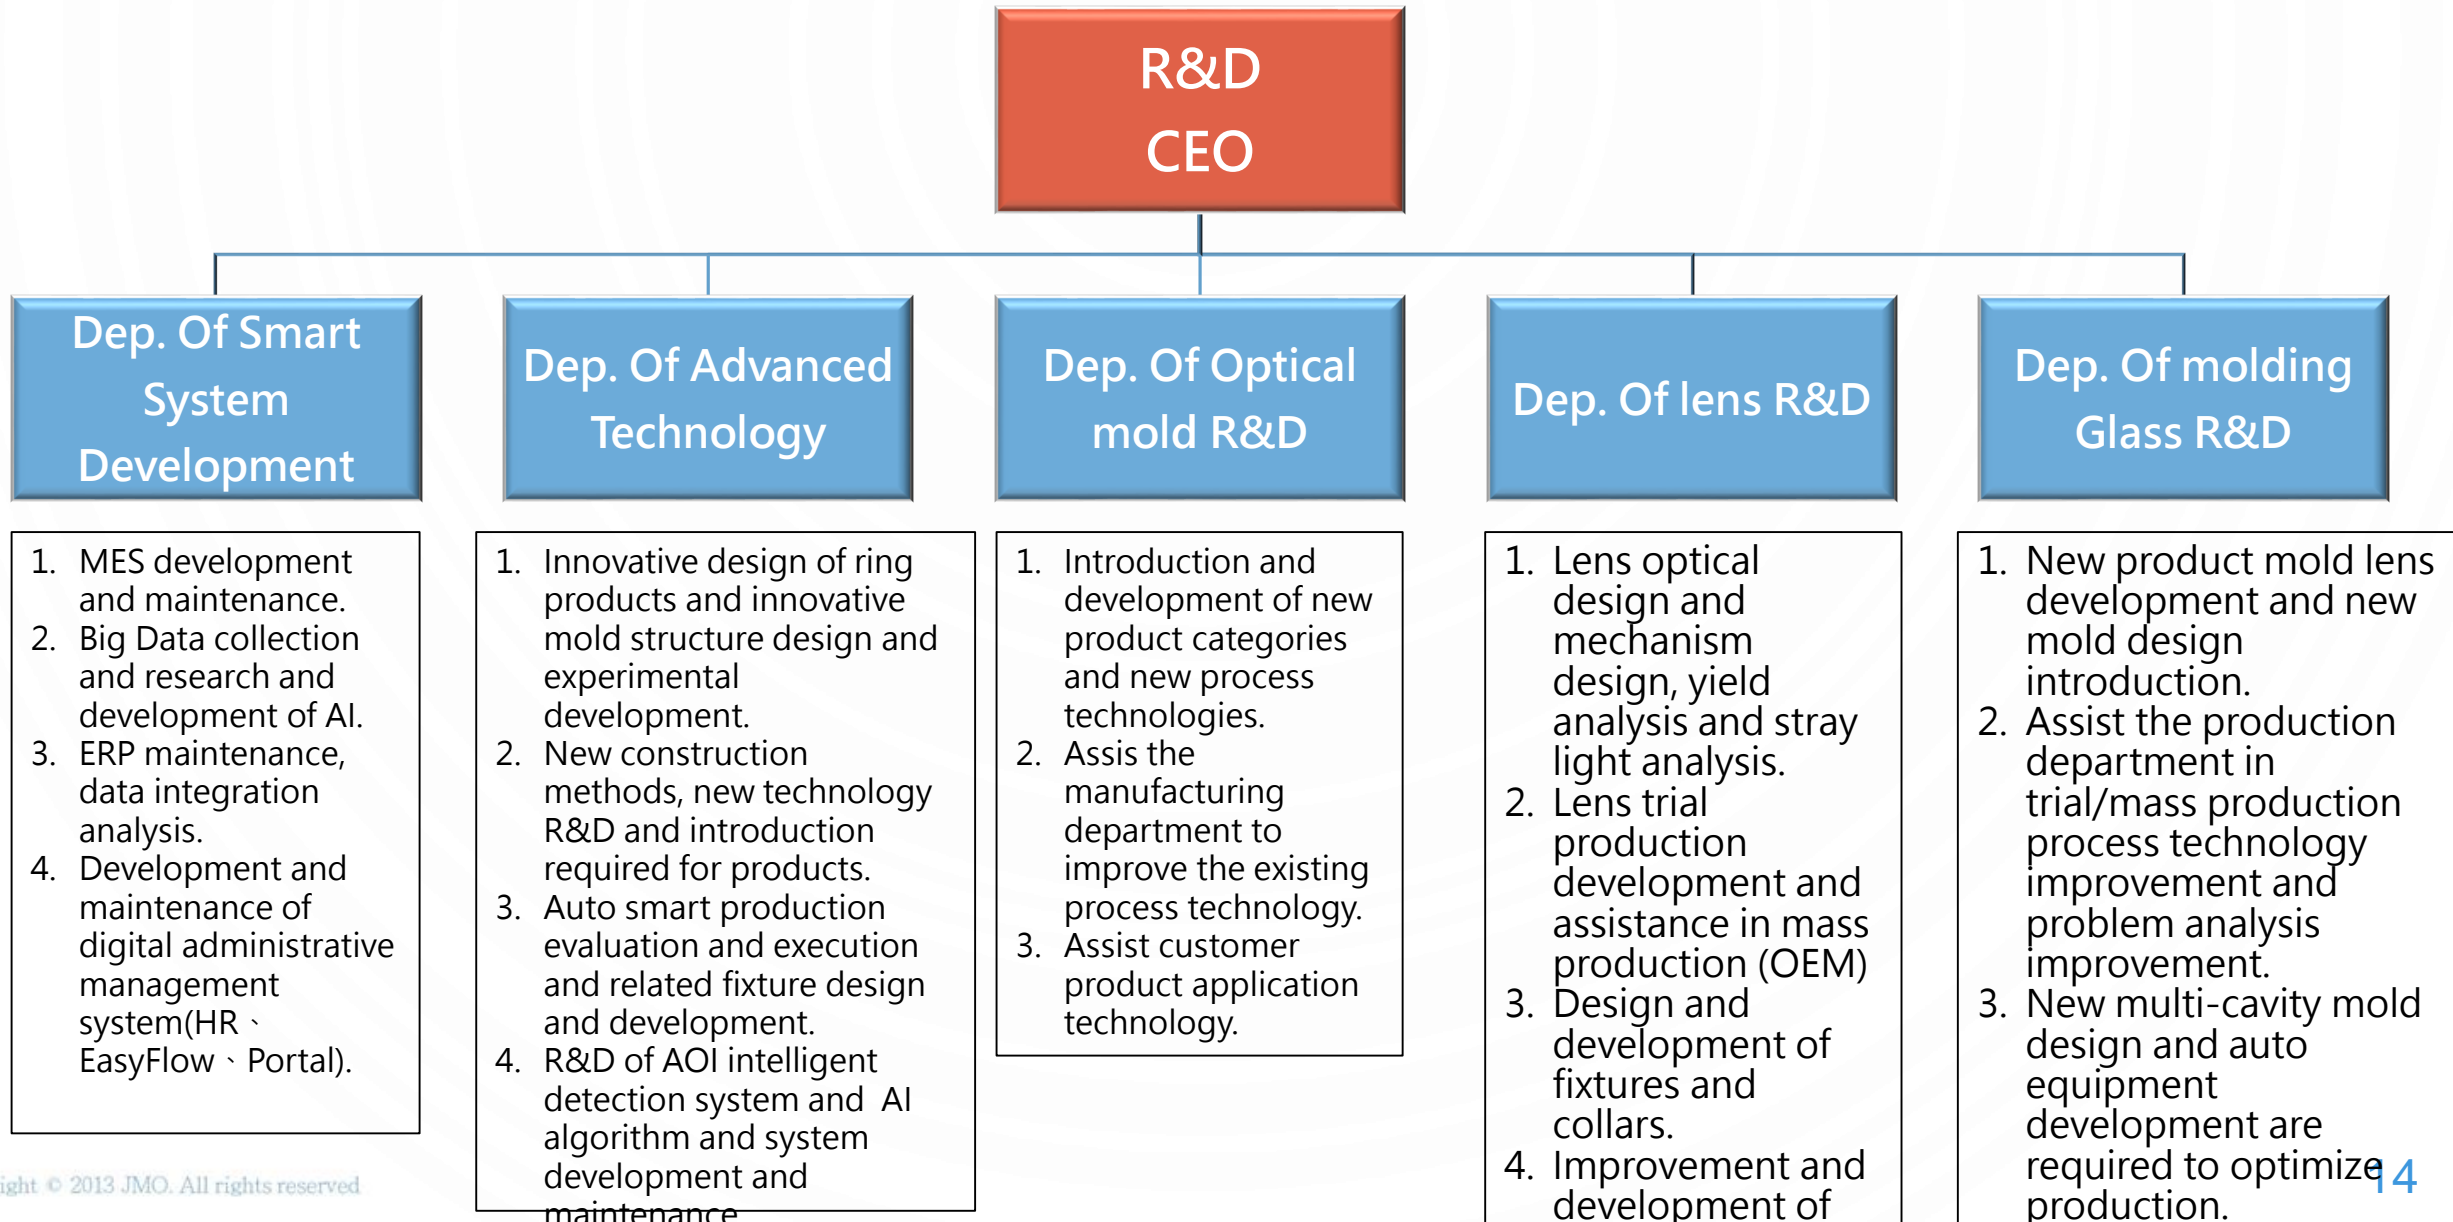 R&D
CEO
Dep. Of Smart
System
Development
Dep. Of Advanced
Technology
Dep. Of Optical
mold R&D
Dep. Of lens R&D
Dep. Of molding
Glass R&D
1. MES development
and maintenance.
2. Big Data collection
and research and
development of AI.
3. ERP maintenance,
data integration
analysis.
4. Development and
maintenance of
digital administrative
management
system(HR、
EasyFlow、Portal).
1. Innovative design of ring
products and innovative
mold structure design and
experimental
development.
2. New construction
methods, new technology
R&D and introduction
required for products.
3. Auto smart production
evaluation and execution
and related fixture design
and development.
4. R&D of AOI intelligent
detection system and AI
algorithm and system
development and
maintenance
1. Introduction and
development of new
product categories
and new process
technologies.
2. Assis the
manufacturing
department to
improve the existing
process technology.
3. Assist customer
product application
technology.
1. Lens optical
design and
mechanism
design, yield
analysis and stray
light analysis.
2. Lens trial
production
development and
assistance in mass
production (OEM)
3. Design and
development of
fixtures and
collars.
4. Improvement and
development of
1. New product mold lens
development and new
mold design
introduction.
2. Assist the production
department in
trial/mass production
process technology
improvement and
problem analysis
improvement.
3. New multi-cavity mold
design and auto
equipment
development are
required to optimize
production.
ight © 2013 JMO. All rights reserved
14